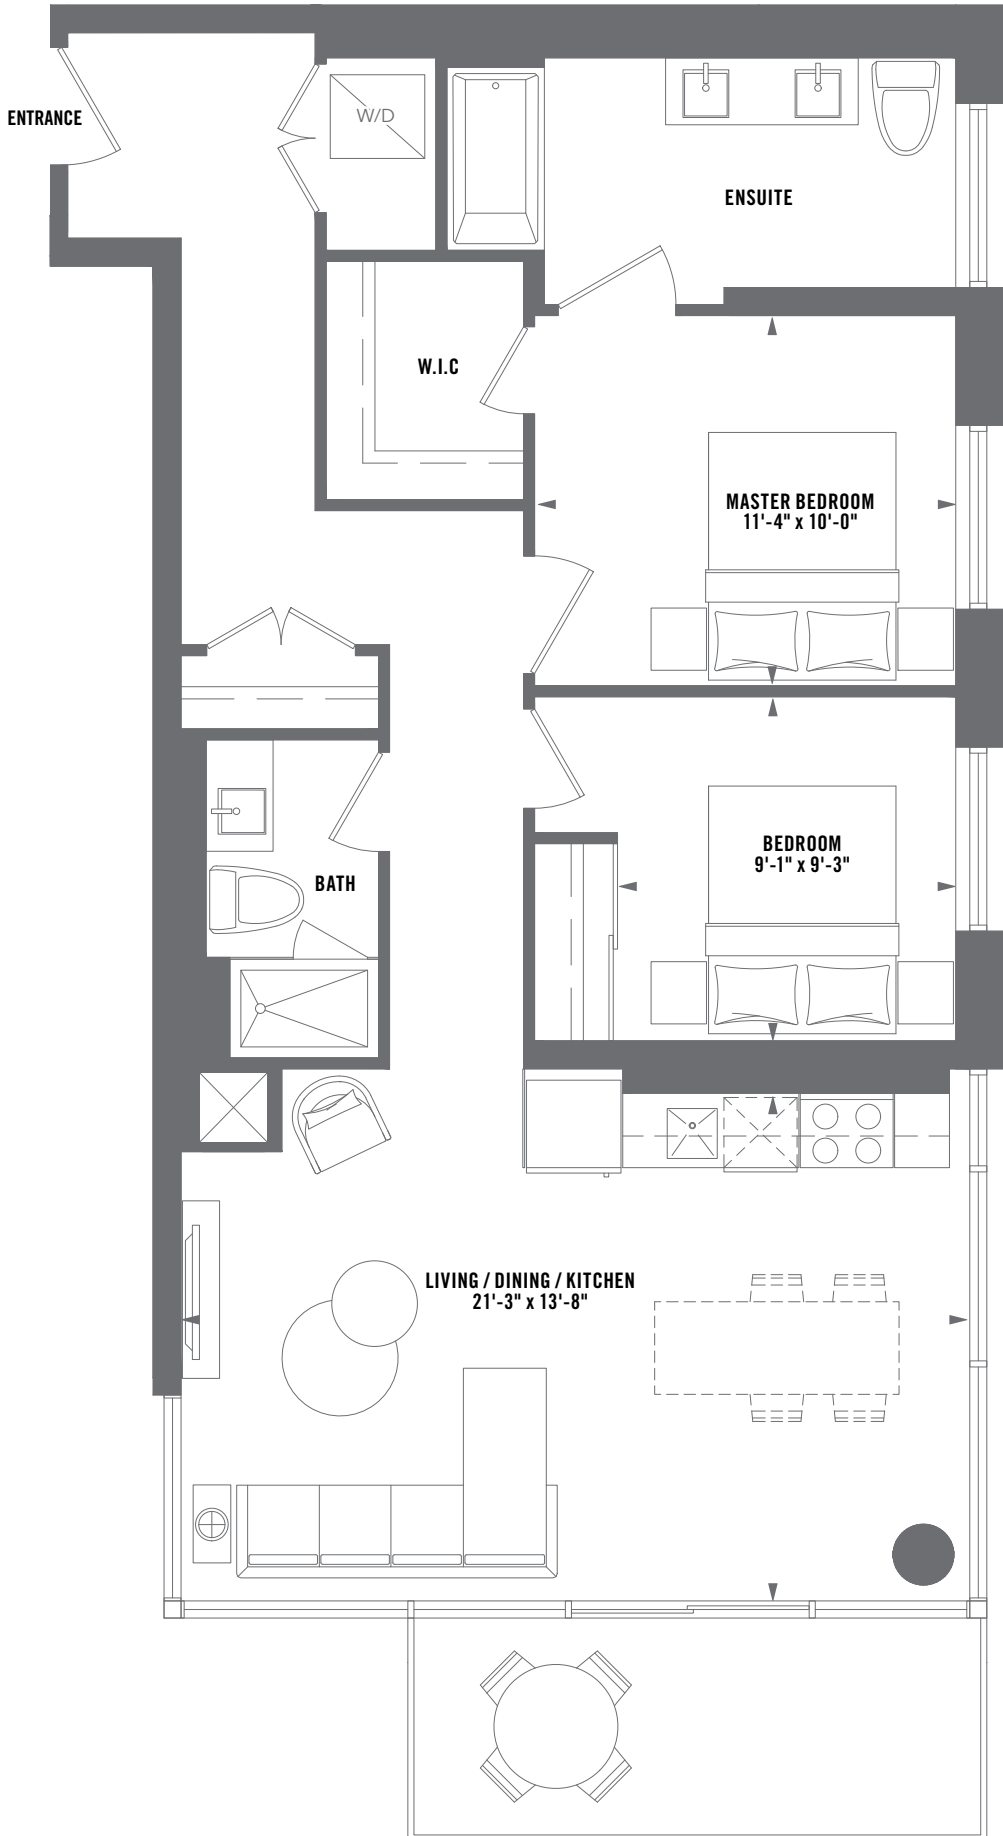 ENTRANCE
W/D
ENSUITE
W.I.C
MASTER BEDROOM
11'-4" x 10'-0"
BEDROOM
9'-1" x 9'-3"
BATH
LIVING / DINING / KITCHEN
21'-3" x 13'-8"